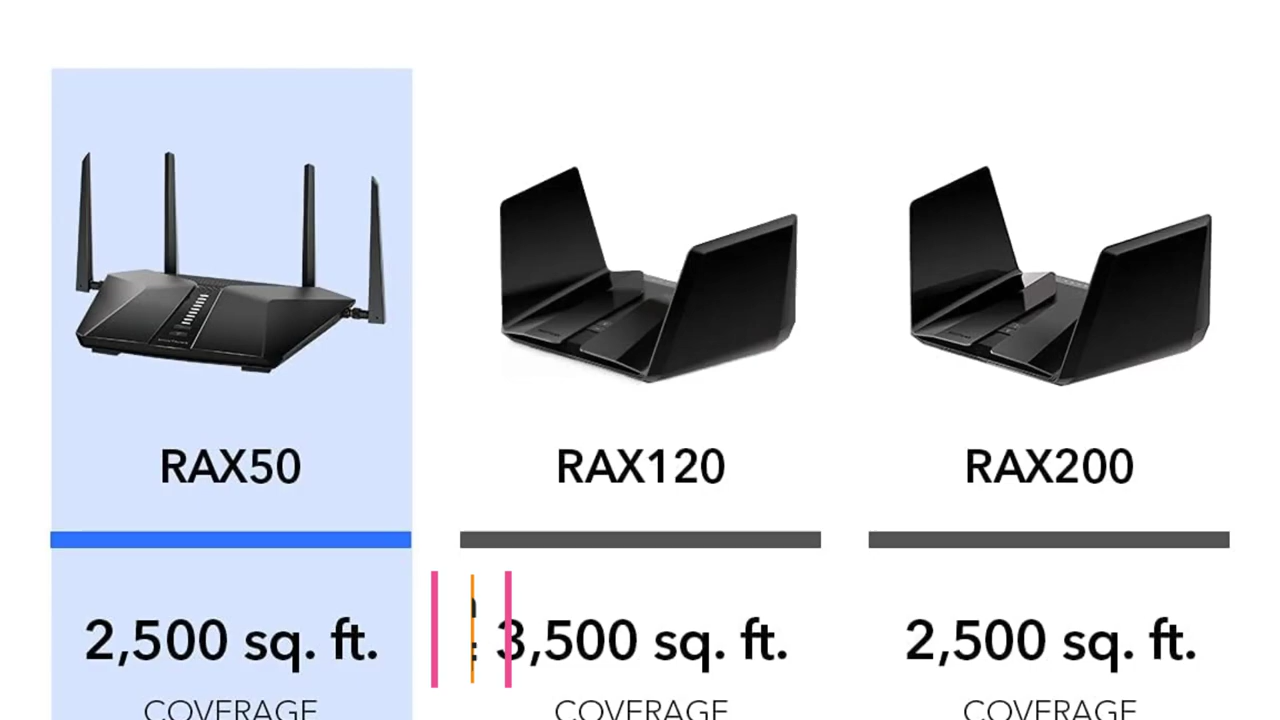 RAX50 RAX120 RAX200
2,500 sq. ft. 3,500 sq. ft. 2,500 sq. ft.
COVERAGE COVERAGE COVERAGE